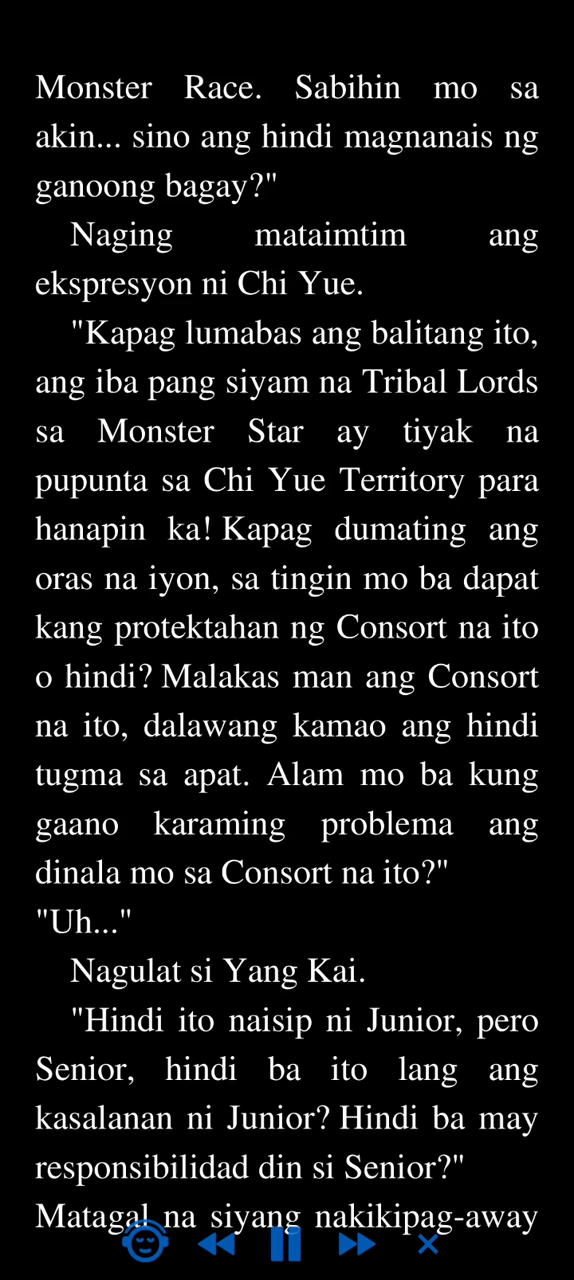 Monster Race. Sabihin mo sa
akin... sino ang hindi magnanais ng
ganoong bagay?"
Naging mataimtim ang
ekspresyon ni Chi Yue.
"Kapag lumabas ang balitang ito,
ang iba pang siyam na Tribal Lords
sa Monster Star ay tiyak na
pupunta sa Chi Yue Territory para
hanapin ka! Kapag dumating ang
oras na iyon, sa tingin mo ba dapat
kang protektahan ng Consort na ito
o hindi? Malakas man ang Consort
na ito, dalawang kamao ang hindi
tugma sa apat. Alam mo ba kung
gaano karaming problema ang
dinala mo sa Consort na ito?"
"Uh..."
Nagulat si Yang Kai.
"Hindi ito naisip ni Junior, pero
Senior, hindi ba ito lang ang
kasalanan ni Junior? Hindi ba may
responsibilidad din si Senior?"
Matagal na siyang nakikipag-away